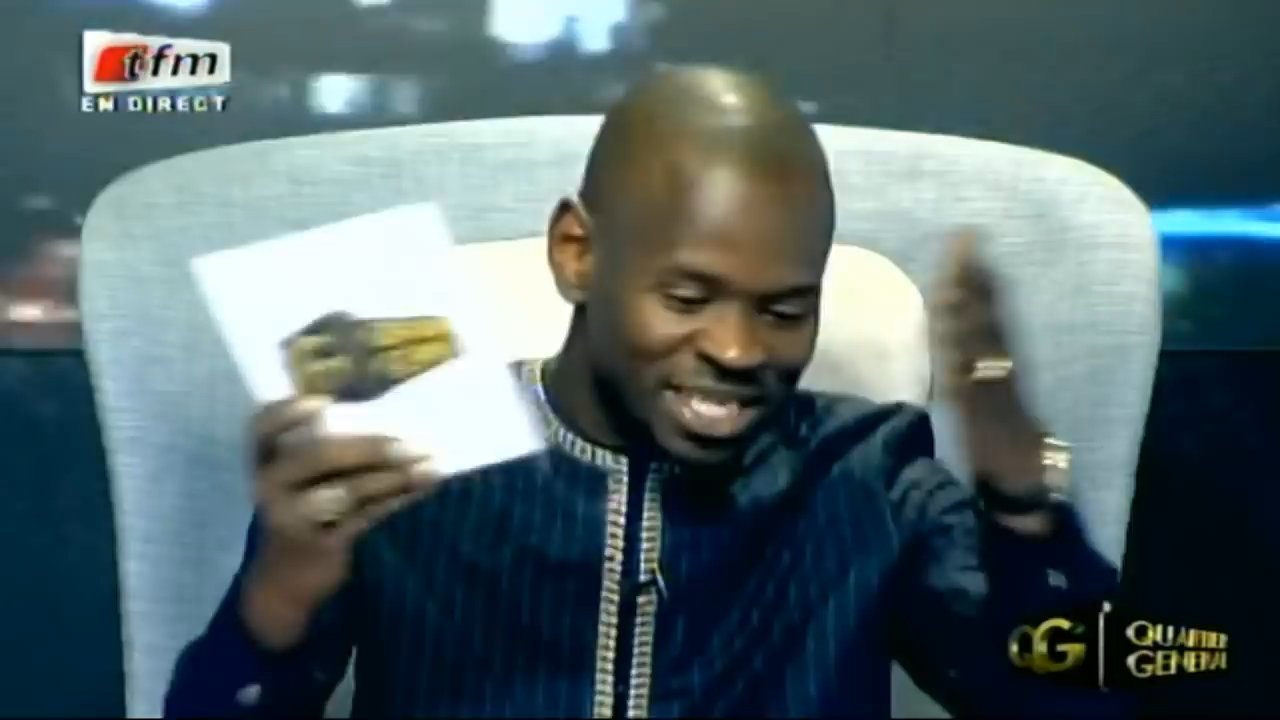 tfm
EN DIRECT
QG
QUARTIER
GENERAL